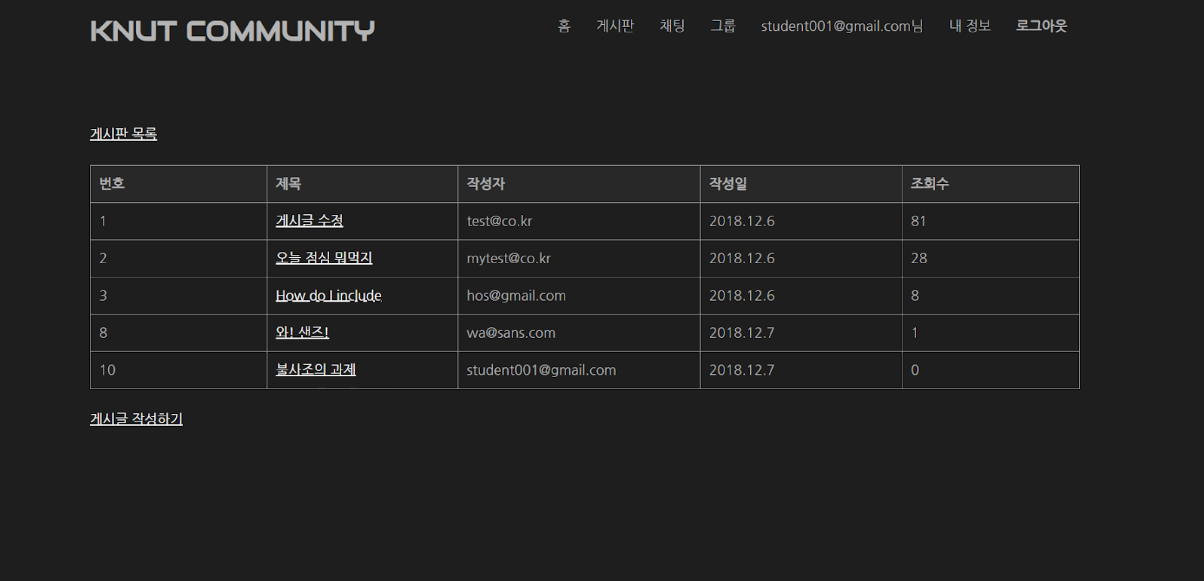 KNUT COMMUNITY 홈 게시판 채팅 그룹 student001@gmail.com님 내 정보 로그아웃
게시판 목록
번호 제목 작성자 작성일 조회수
1 게시글 수정 test@co.kr 2018.12.6 81
2 오늘 점심 뭐먹지 mytest@co.kr 2018.12.6 28
3 How do I include hos@gmail.com 2018.12.6 8
8 와! 샌즈! wa@sans.com 2018.12.7 1
10 불사조의 과제 student001@gmail.com 2018.12.7 0
게시글 작성하기